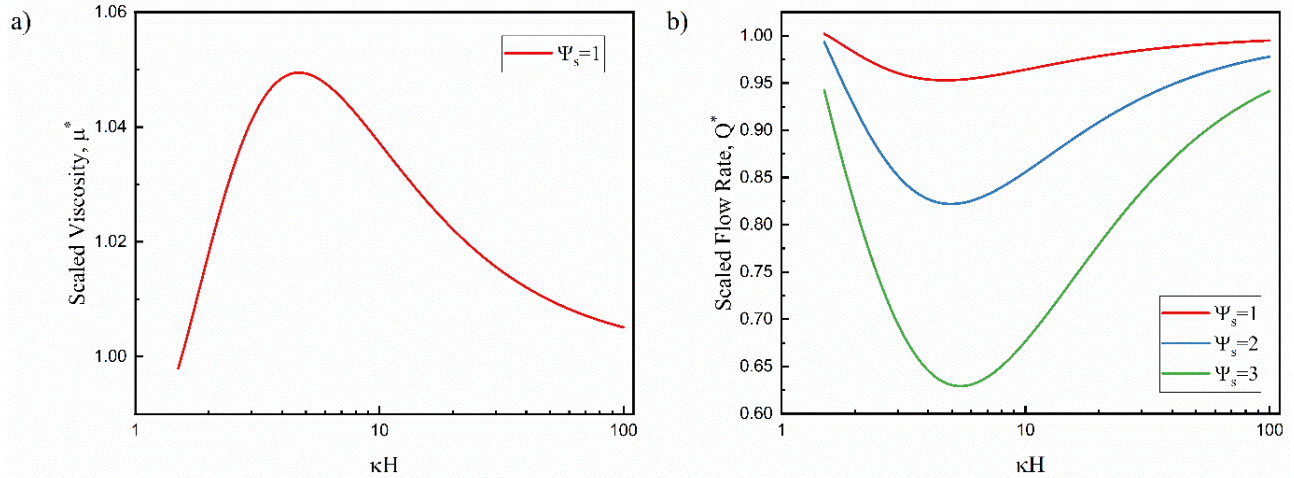 a)
1.06
1.04
1.02
1.00
Scaled Viscosity, μ*
Ψs=1
1
10
100
κH
b)
1.00
0.95
0.90
0.85
0.80
0.75
0.70
0.65
0.60
Scaled Flow Rate, Q*
Ψs=1
Ψs=2
Ψs=3
1
10
100
κH